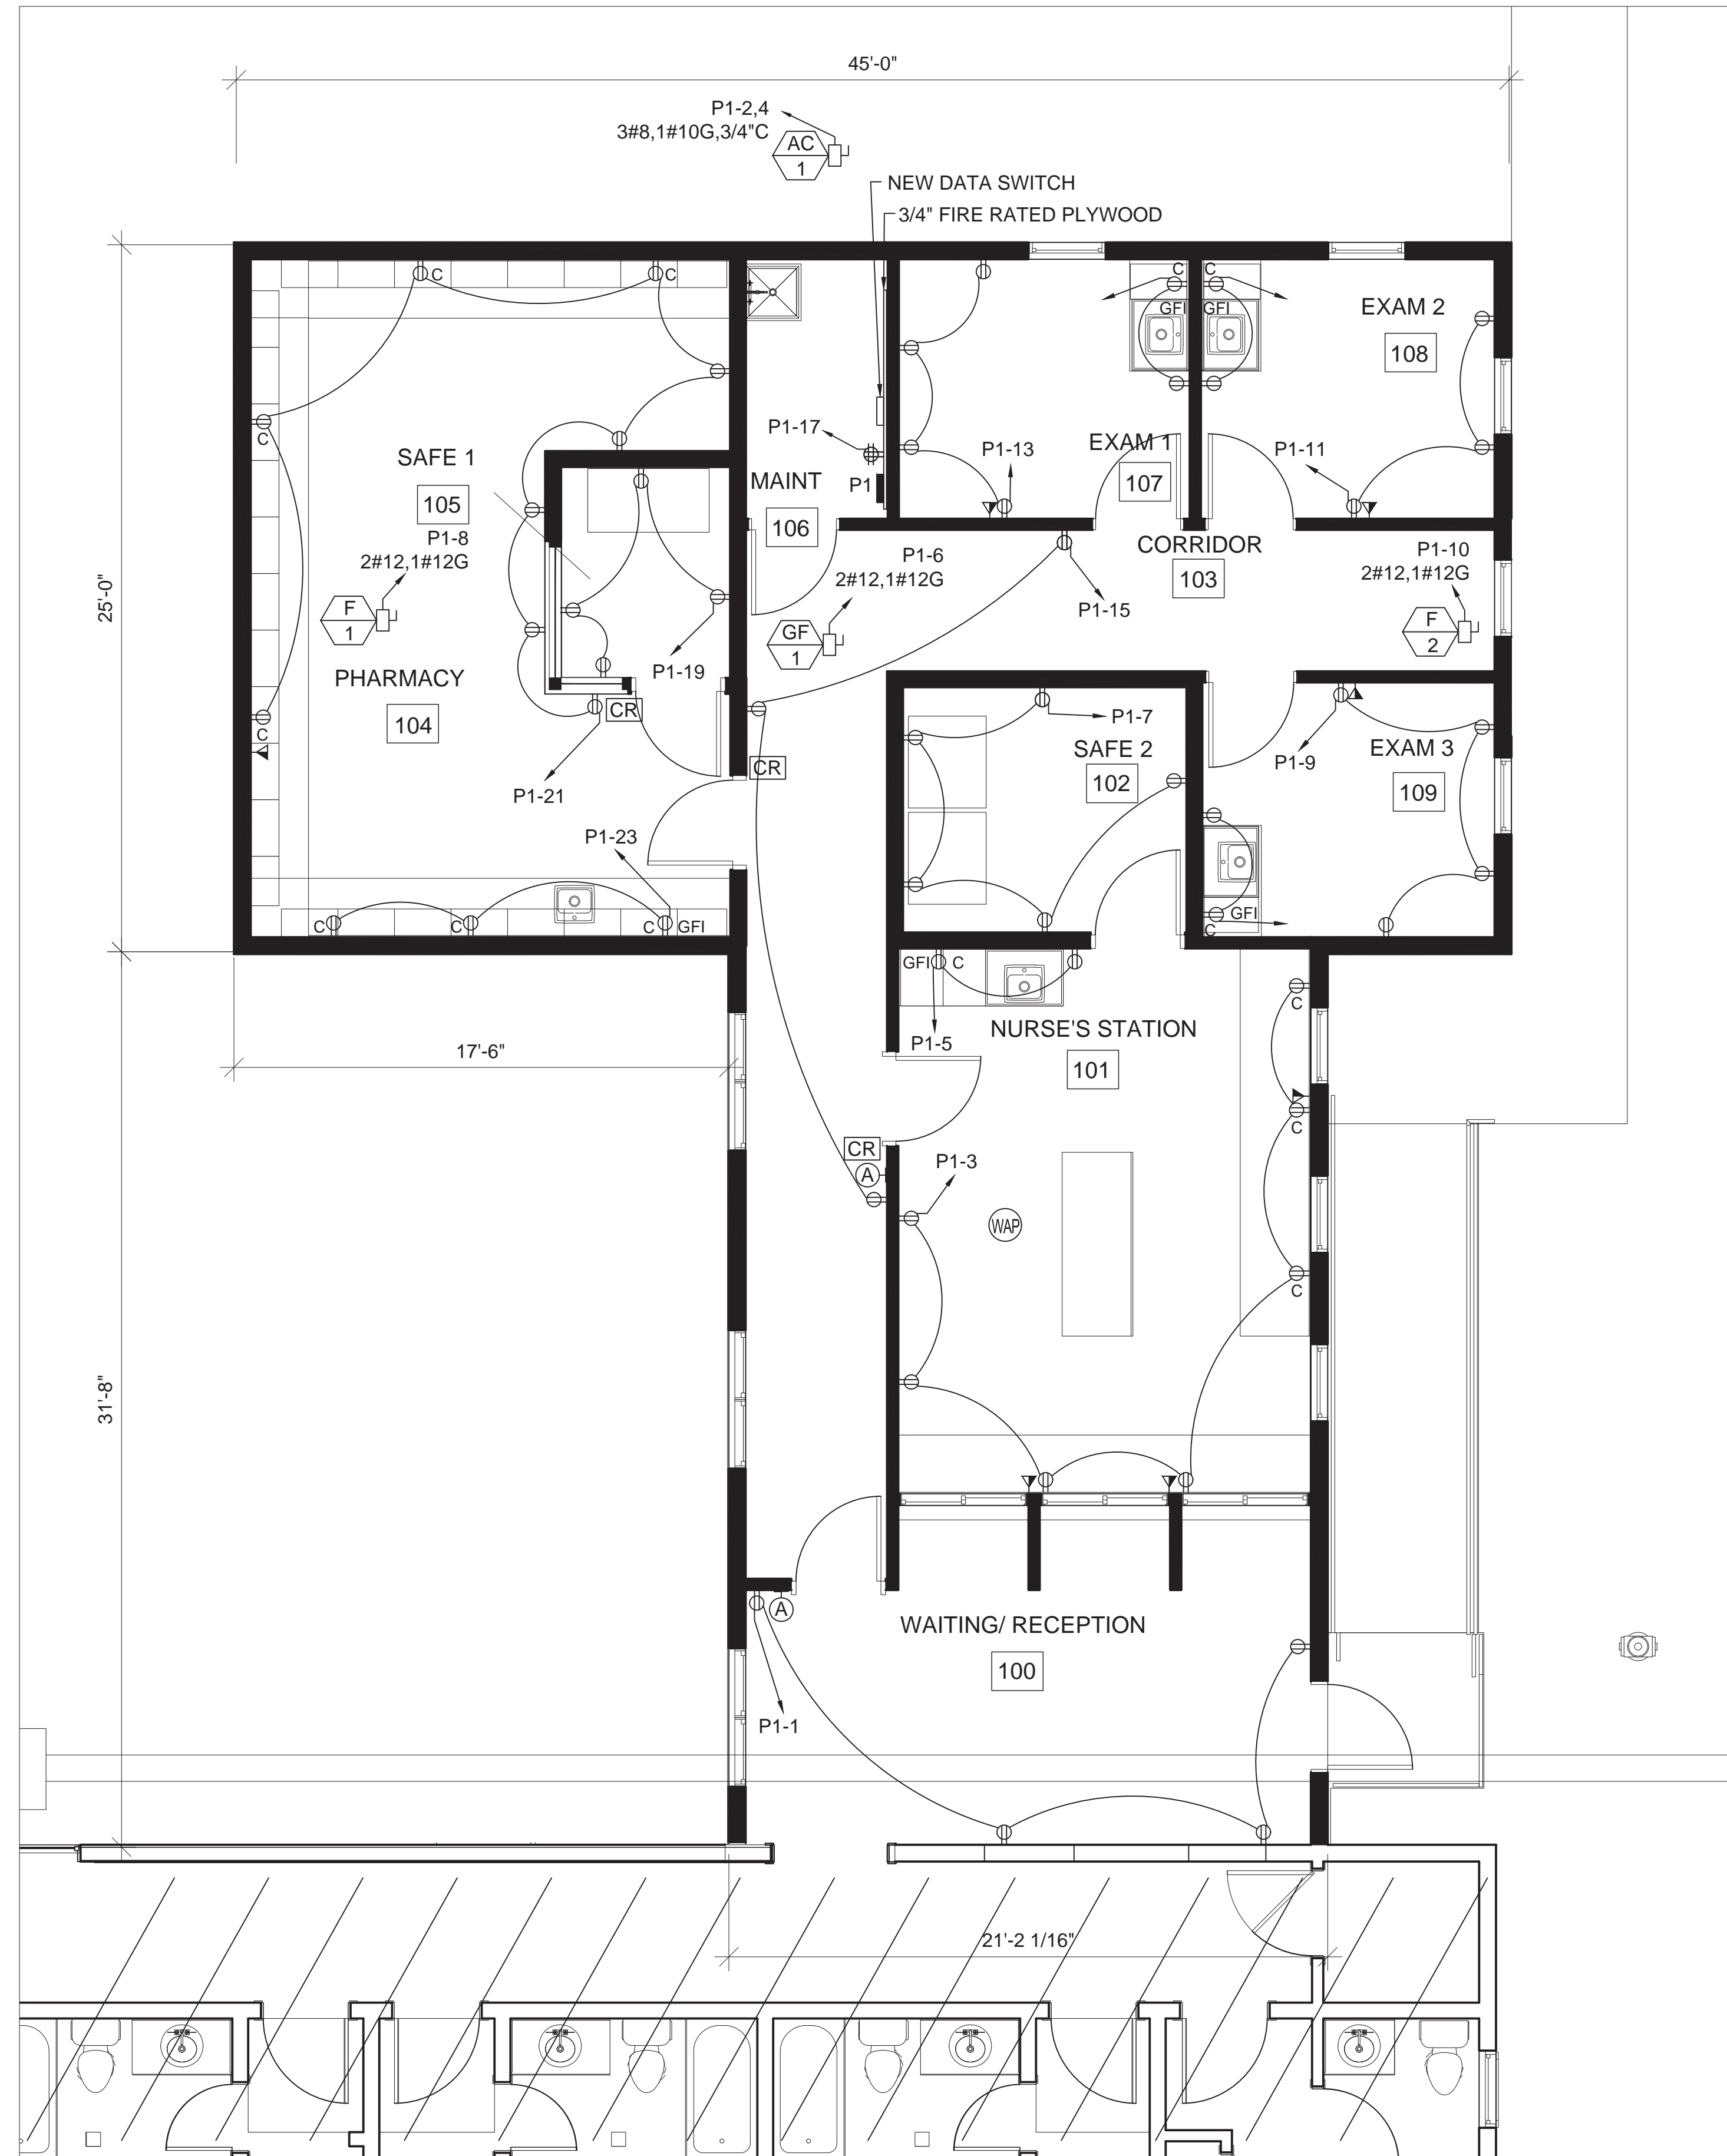 45'-0"
P1-2,4
3#8,1#10G,3/4"C
AC
1
NEW DATA SWITCH
3/4" FIRE RATED PLYWOOD
C
C
C
C
GFI
GFI
EXAM 2
108
P1-17
C
SAFE 1
105
MAINT
106
P1
P1-13
EXAM 1
107
P1-11
CORRIDOR
103
P1-8
2#12,1#12G
F
1
P1-6
2#12,1#12G
GF
1
P1-15
P1-10
2#12,1#12G
F
2
25'-0"
P1-19
PHARMACY
104
CR
C
P1-7
SAFE 2
102
P1-9
EXAM 3
109
CR
P1-21
P1-23
C
C
C
GFI
GFI
C
GFI
C
P1-5
NURSE'S STATION
101
C
17'-6"
C
CR
A
P1-3
WAP
C
31'-8"
A
WAITING/ RECEPTION
100
P1-1
21'-2 1/16"